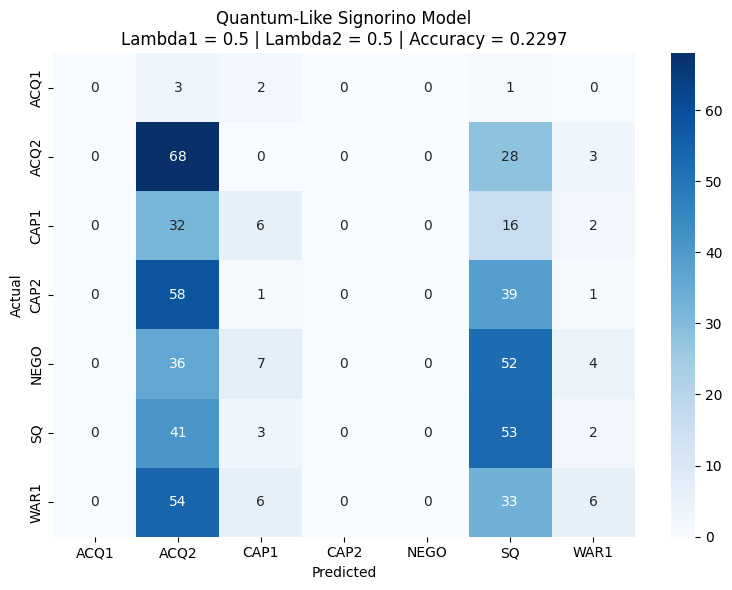 Quantum-Like Signorino Model
Lambda1 = 0.5 | Lambda2 = 0.5 | Accuracy = 0.2297
ACQ1 0 3 2 0 0 1 0
ACQ2 0 68 0 0 0 28 3
CAP1 0 32 6 0 0 16 2
CAP2 0 58 1 0 0 39 1
NEGO 0 36 7 0 0 52 4
SQ 0 41 3 0 0 53 2
WAR1 0 54 6 0 0 33 6
ACQ1 ACQ2 CAP1 CAP2 NEGO SQ WAR1
Predicted
Actual
60
50
40
30
20
10
0